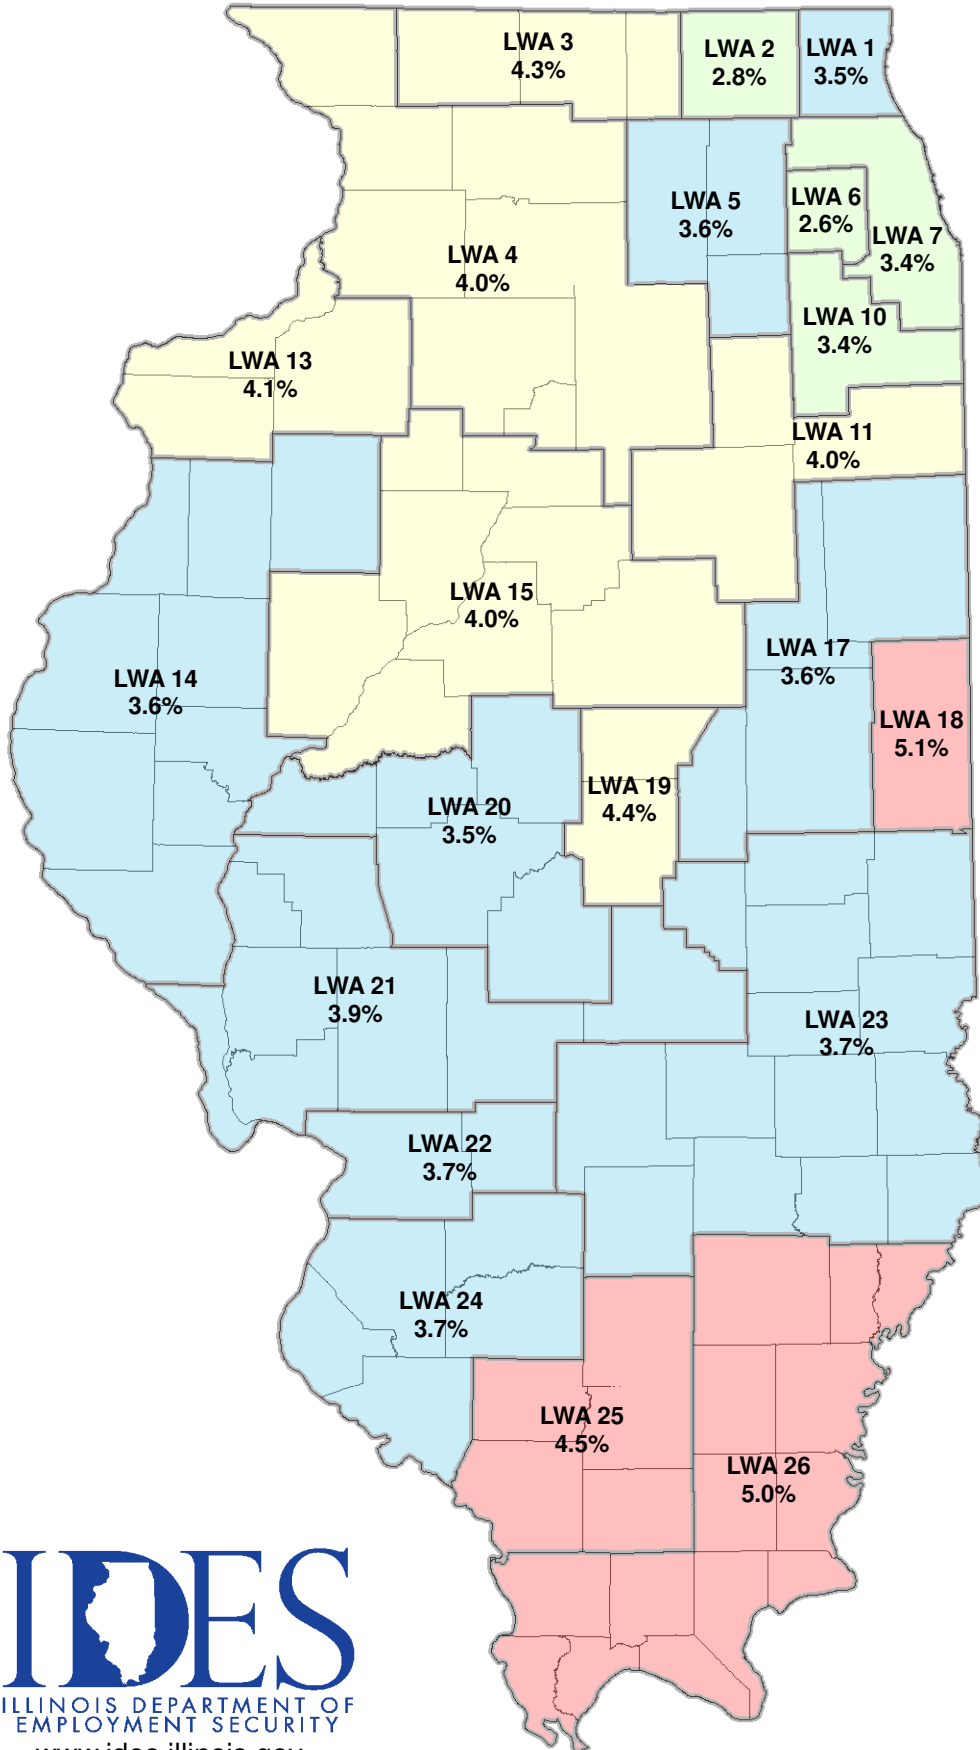 LWA 3
4.3%
LWA 2
2.8%
LWA 1
3.5%
LWA 5
3.6%
LWA 6
2.6%
LWA 7
3.4%
LWA 4
4.0%
LWA 10
3.4%
LWA 13
4.1%
LWA 11
4.0%
LWA 15
4.0%
LWA 14
3.6%
LWA 17
3.6%
LWA 18
5.1%
LWA 19
4.4%
LWA 20
3.5%
LWA 21
3.9%
LWA 23
3.7%
LWA 22
3.7%
LWA 24
3.7%
LWA 25
4.5%
LWA 26
5.0%
IDES
ILLINOIS DEPARTMENT OF
EMPLOYMENT SECURITY
www.ides.illinois.gov